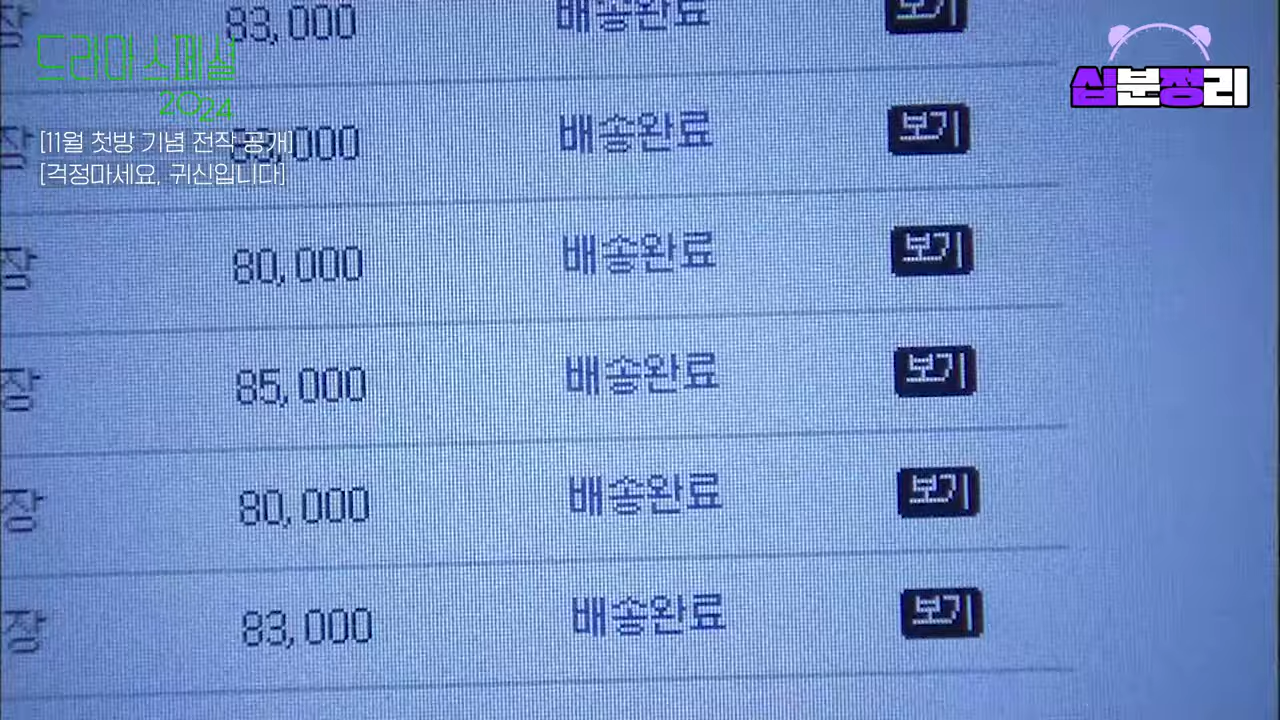 83,000 배송완료 보기
드라마 스페셜
2024
십분정리
[11월 첫방 기념 전작 공개]
[걱정마세요, 귀신입니다]
장 83,000 배송완료 보기
장 80,000 배송완료 보기
장 85,000 배송완료 보기
장 80,000 배송완료 보기
장 83,000 배송완료 보기